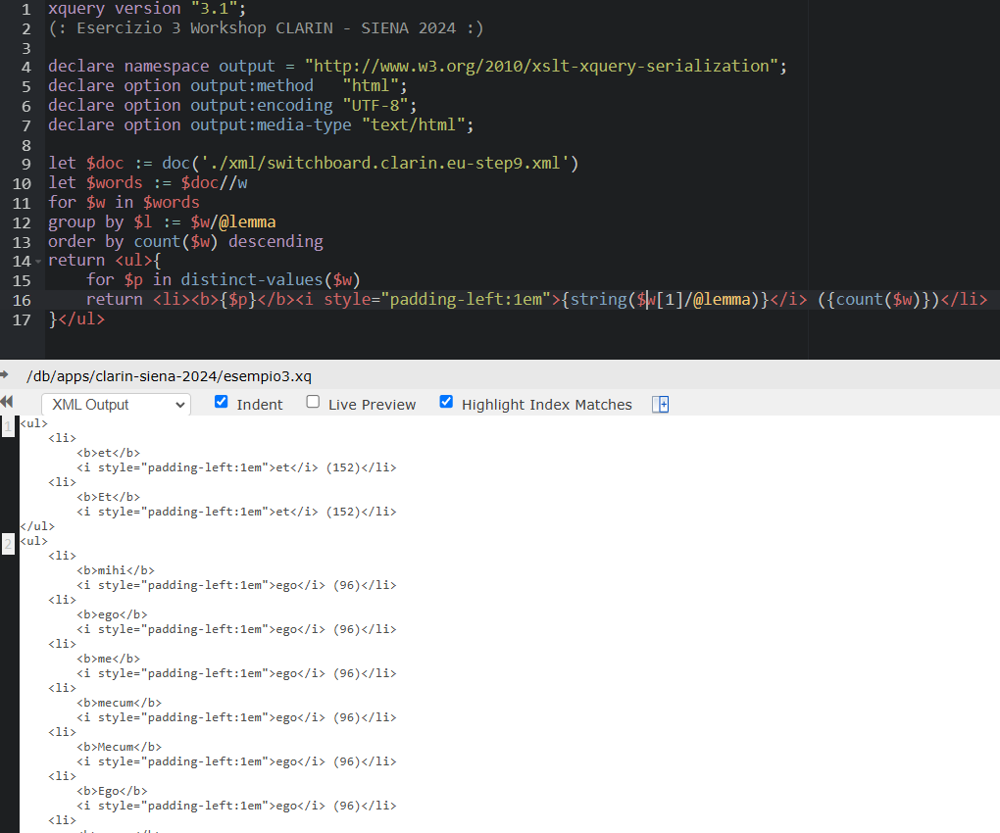 1 xquery version "3.1";
2 (: Esercizio 3 Workshop CLARIN - SIENA 2024 :)
3
4 declare namespace output = "http://www.w3.org/2010/xslt-xquery-serialization";
5 declare option output:method   "html";
6 declare option output:encoding "UTF-8";
7 declare option output:media-type "text/html";
8
9 let $doc := doc('./xml/switchboard.clarin.eu-step9.xml')
10 let $words := $doc//w
11 for $w in $words
12 group by $l := $w/@lemma
13 order by count($w) descending
14 return <ul>{
15     for $p in distinct-values($w)
16     return <li><b>{$p}</b><i style="padding-left:1em">{string($w[1]/@lemma)}</i> ({count($w)})</li>
17 }</ul>
/db/apps/clarin-siena-2024/esempio3.xq
XML Output Indent Live Preview Highlight Index Matches
1 <ul>
<li>
<b>et</b>
<i style="padding-left:1em">et</i> (152)</li>
<li>
<b>Et</b>
<i style="padding-left:1em">et</i> (152)</li>
</ul>
2 <ul>
<li>
<b>mihi</b>
<i style="padding-left:1em">ego</i> (96)</li>
<li>
<b>ego</b>
<i style="padding-left:1em">ego</i> (96)</li>
<li>
<b>me</b>
<i style="padding-left:1em">ego</i> (96)</li>
<li>
<b>mecum</b>
<i style="padding-left:1em">ego</i> (96)</li>
<li>
<b>Mecum</b>
<i style="padding-left:1em">ego</i> (96)</li>
<li>
<b>Ego</b>
<i style="padding-left:1em">ego</i> (96)</li>
<li>